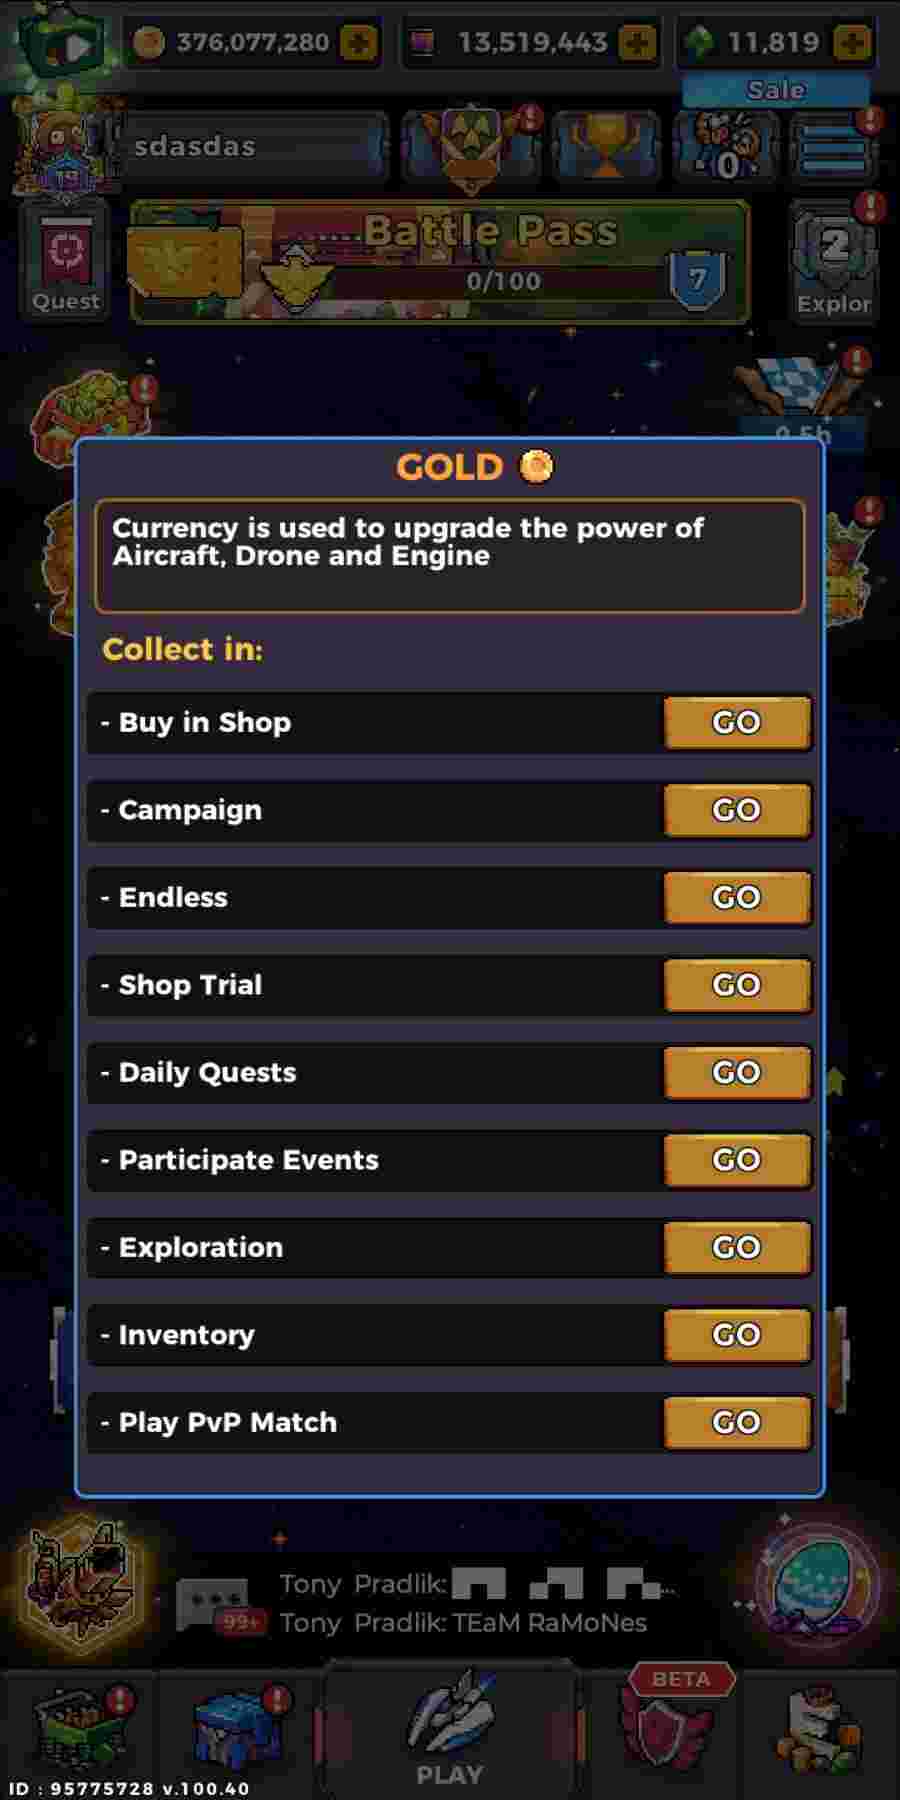 376,077,280
13,519,443
11,819
Sale
sdasdas
19
0
Battle Pass
0/100
7
Quest
2
Explor
9.5h
GOLD
Currency is used to upgrade the power of
Aircraft, Drone and Engine
Collect in:
- Buy in Shop
GO
- Campaign
GO
- Endless
GO
- Shop Trial
GO
- Daily Quests
GO
- Participate Events
GO
- Exploration
GO
- Inventory
GO
- Play PvP Match
GO
Tony Pradlik:
99+
Tony Pradlik: TEaM RaMoNes
BETA
PLAY
ID : 95775728 v.100.40